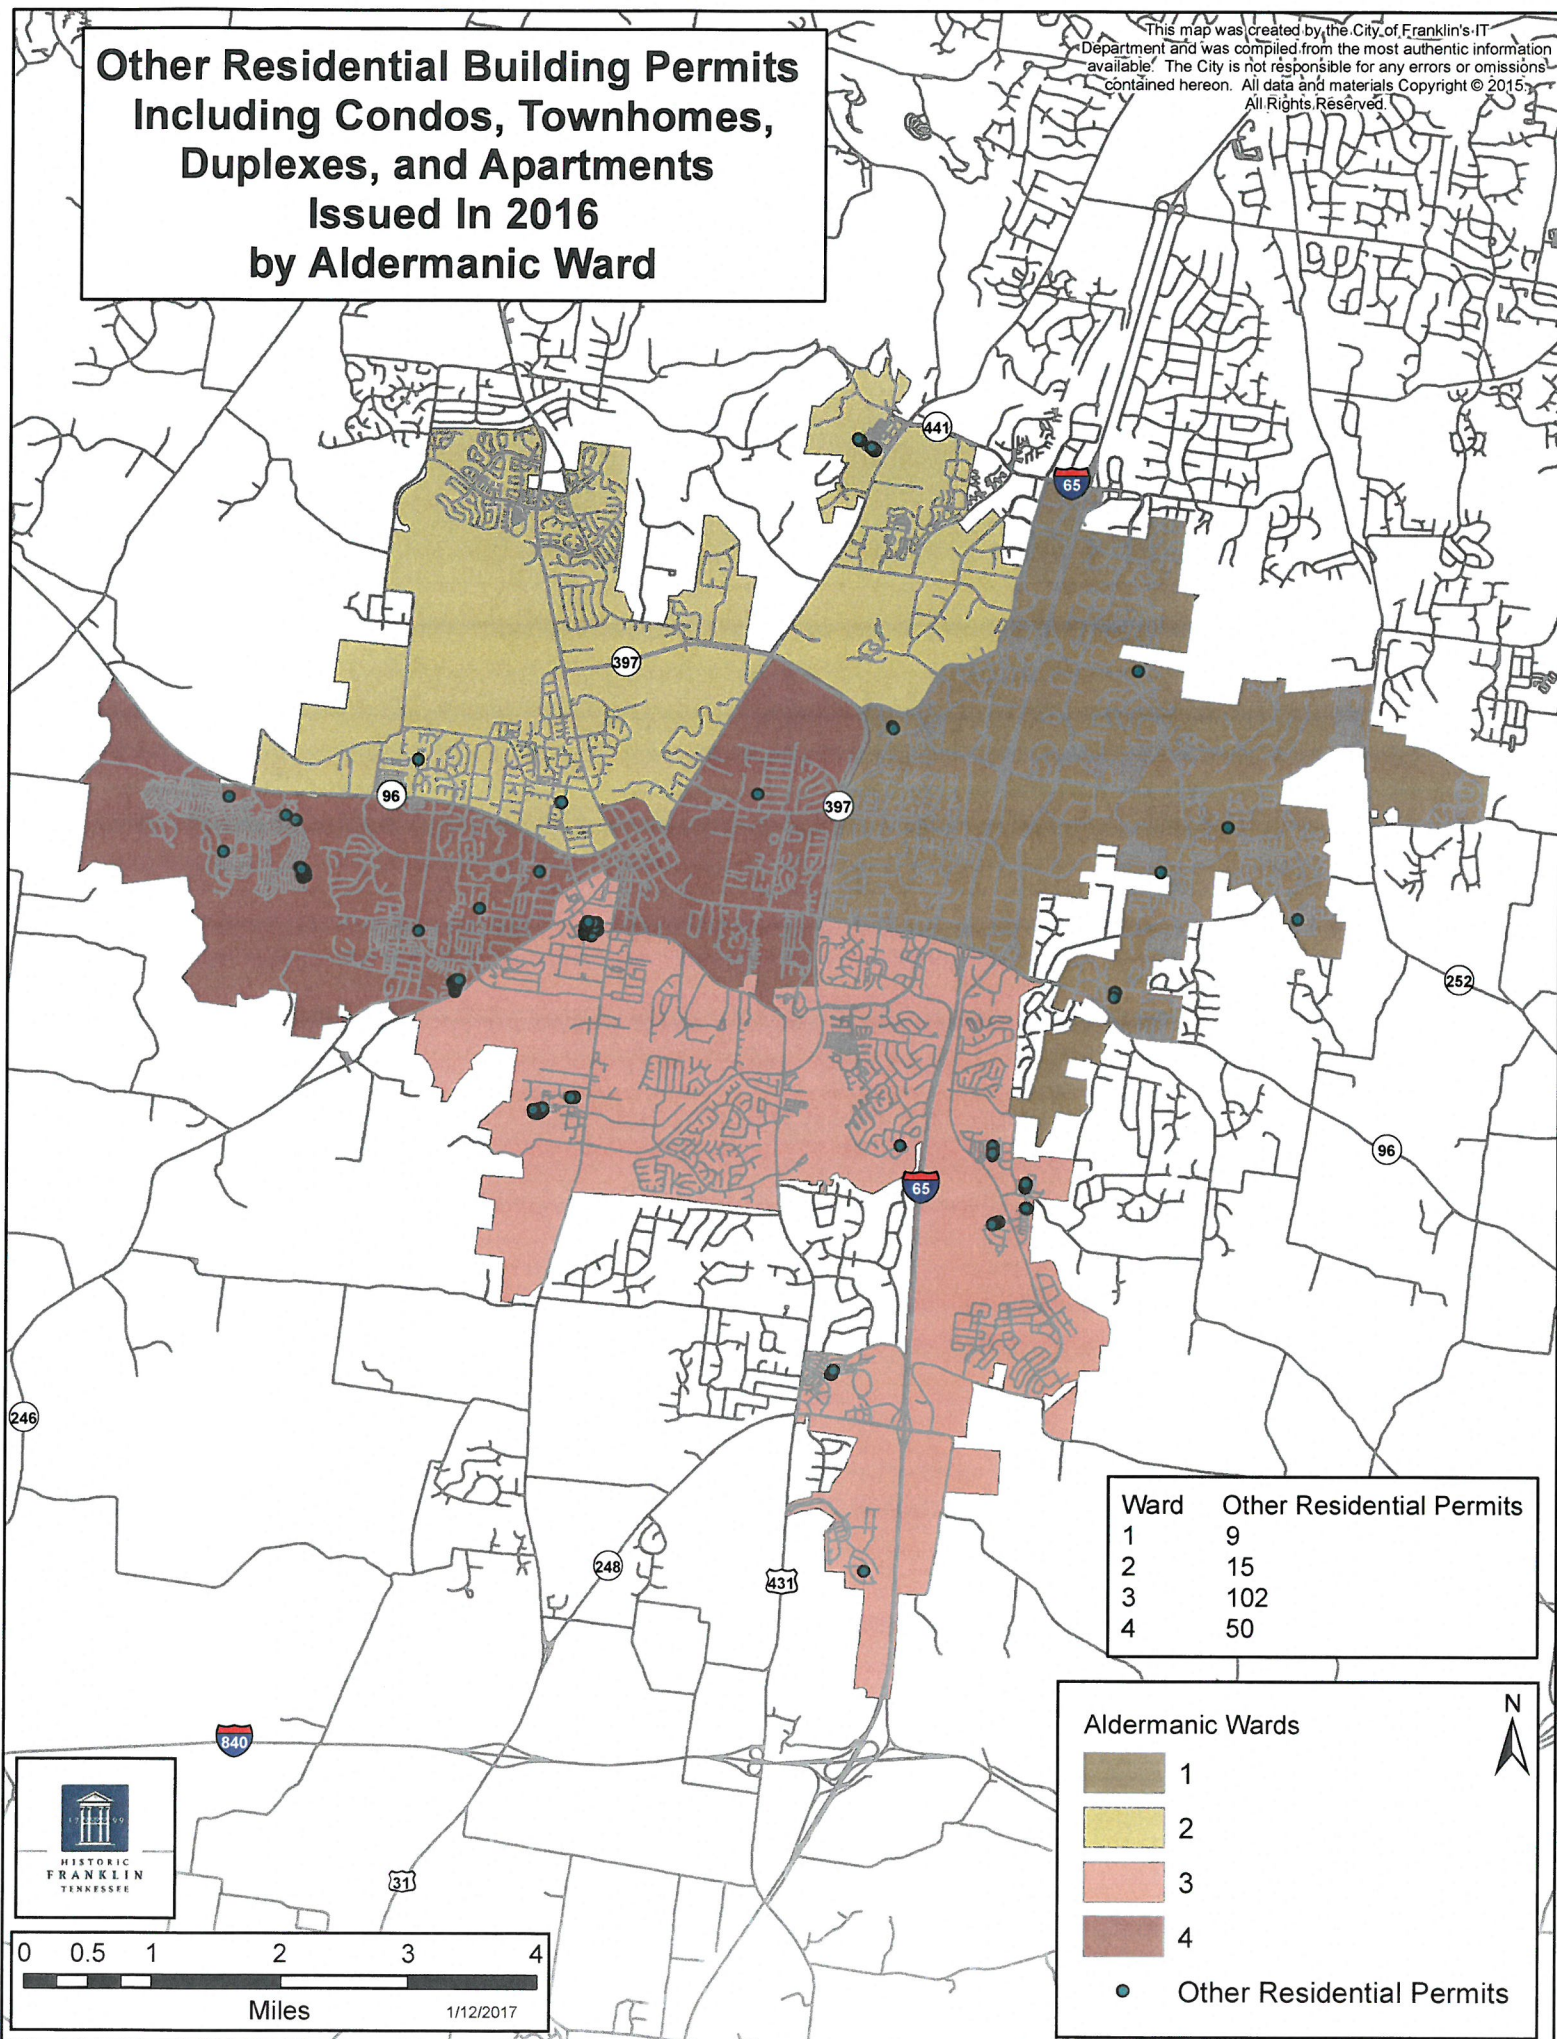 Other Residential Building Permits
Including Condos, Townhomes,
Duplexes, and Apartments
Issued In 2016
by Aldermanic Ward
This map was created by the City of Franklin's IT
Department and was compiled from the most authentic information
available. The City is not responsible for any errors or omissions
contained hereon. All data and materials Copyright © 2015.
All Rights Reserved.
441
65
397
96
397
252
96
65
246
248
431
840
31
Ward Other Residential Permits
1 9
2 15
3 102
4 50
Aldermanic Wards
N
1
2
3
4
Other Residential Permits
HISTORIC
FRANKLIN
TENNESSEE
0 0.5 1 2 3 4
Miles
1/12/2017